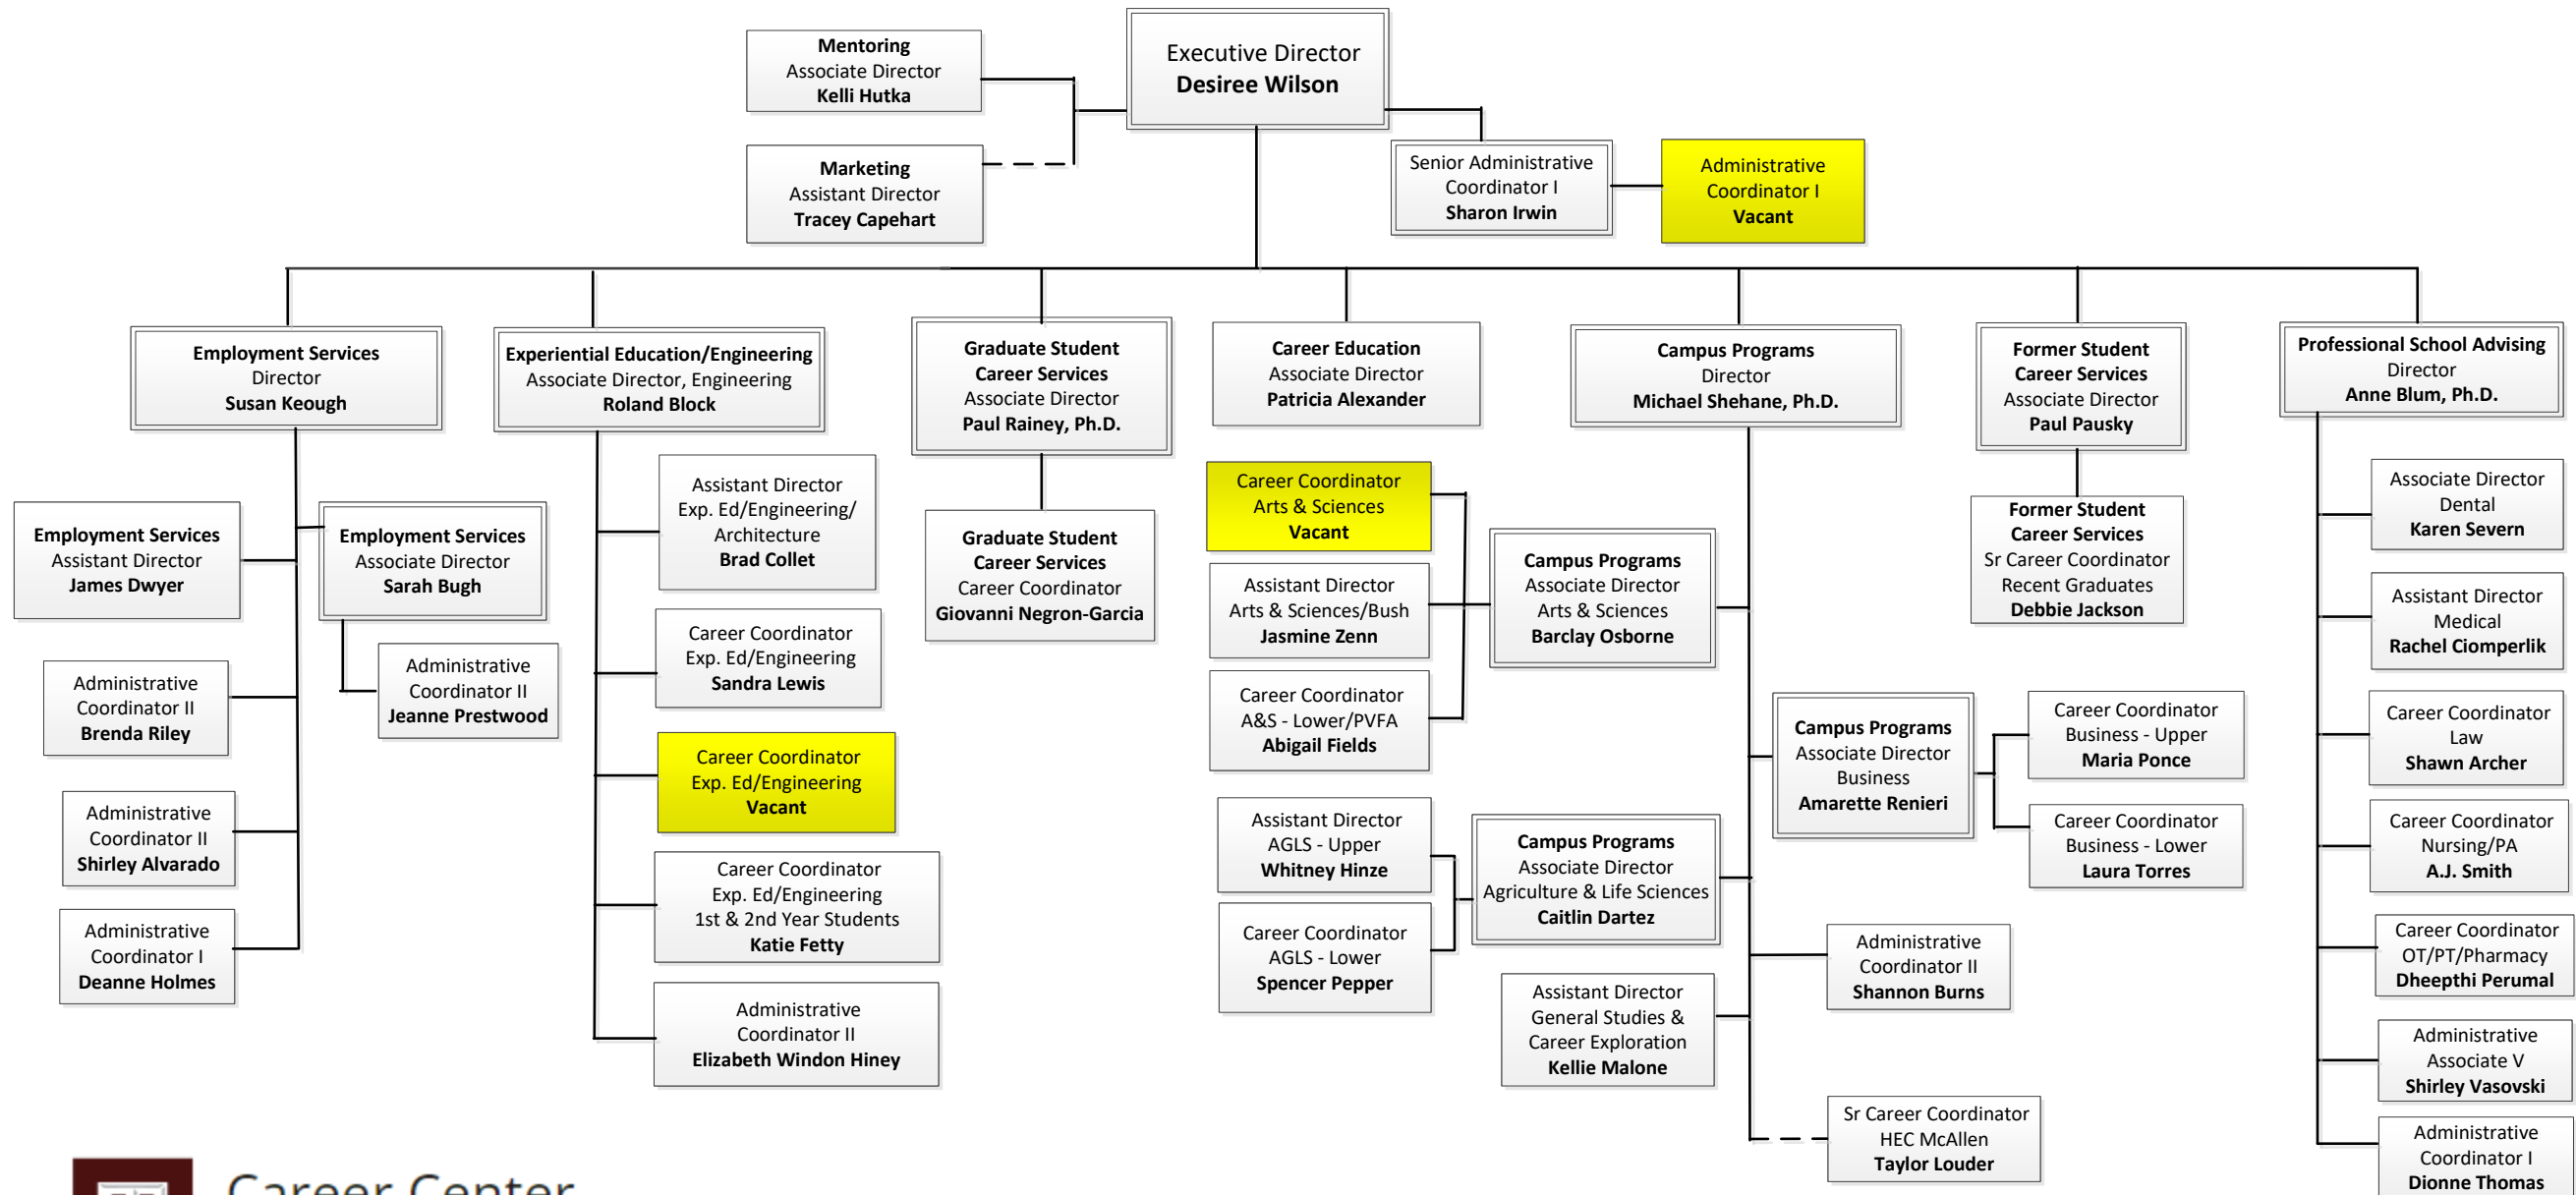 Mentoring
Associate Director
Kelli Hutka
Executive Director
Desiree Wilson
Marketing
Assistant Director
Tracey Capehart
Senior Administrative
Coordinator I
Sharon Irwin
Administrative
Coordinator I
Vacant
Employment Services
Director
Susan Keough
Experiential Education/Engineering
Associate Director, Engineering
Roland Block
Graduate Student
Career Services
Associate Director
Paul Rainey, Ph.D.
Career Education
Associate Director
Patricia Alexander
Campus Programs
Director
Michael Shehane, Ph.D.
Former Student
Career Services
Associate Director
Paul Pausky
Professional School Advising
Director
Anne Blum, Ph.D.
Employment Services
Assistant Director
James Dwyer
Employment Services
Associate Director
Sarah Bugh
Administrative
Coordinator II
Jeanne Prestwood
Administrative
Coordinator II
Brenda Riley
Administrative
Coordinator II
Shirley Alvarado
Administrative
Coordinator I
Deanne Holmes
Assistant Director
Exp. Ed/Engineering/
Architecture
Brad Collet
Career Coordinator
Exp. Ed/Engineering
Sandra Lewis
Career Coordinator
Exp. Ed/Engineering
Vacant
Career Coordinator
Exp. Ed/Engineering
1st & 2nd Year Students
Katie Fetty
Administrative
Coordinator II
Elizabeth Windon Hiney
Graduate Student
Career Services
Career Coordinator
Giovanni Negron-Garcia
Career Coordinator
Arts & Sciences
Vacant
Assistant Director
Arts & Sciences/Bush
Jasmine Zenn
Career Coordinator
A&S - Lower/PVFA
Abigail Fields
Campus Programs
Associate Director
Arts & Sciences
Barclay Osborne
Assistant Director
AGLS - Upper
Whitney Hinze
Career Coordinator
AGLS - Lower
Spencer Pepper
Campus Programs
Associate Director
Agriculture & Life Sciences
Caitlin Dartez
Assistant Director
General Studies &
Career Exploration
Kellie Malone
Campus Programs
Associate Director
Business
Amarette Renieri
Career Coordinator
Business - Upper
Maria Ponce
Career Coordinator
Business - Lower
Laura Torres
Administrative
Coordinator II
Shannon Burns
Sr Career Coordinator
HEC McAllen
Taylor Louder
Former Student
Career Services
Sr Career Coordinator
Recent Graduates
Debbie Jackson
Associate Director
Dental
Karen Severn
Assistant Director
Medical
Rachel Ciomperlik
Career Coordinator
Law
Shawn Archer
Career Coordinator
Nursing/PA
A.J. Smith
Career Coordinator
OT/PT/Pharmacy
Dheepthi Perumal
Administrative
Associate V
Shirley Vasovski
Administrative
Coordinator I
Dionne Thomas
Career Center